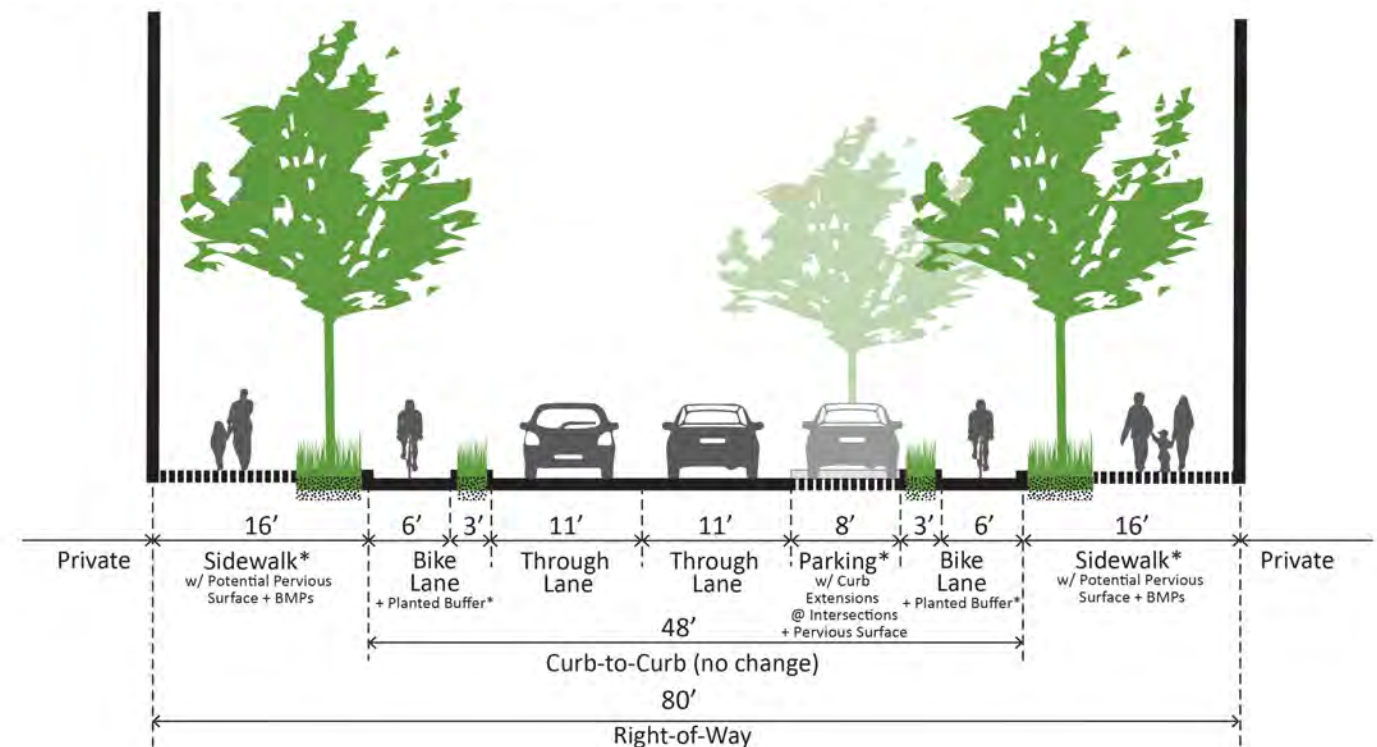 16’ 6’ 3’ 11’ 11’ 8’ 3’ 6’ 16’
Private
Sidewalk*
w/ Potential Pervious
Surface + BMPs
Bike
Lane
+ Planted Buffer*
Through
Lane
Through
Lane
Parking*
w/ Curb
Extensions
@ Intersections
+ Pervious Surface
Bike
Lane
+ Planted Buffer*
Sidewalk*
w/ Potential Pervious
Surface + BMPs
Private
48’
Curb-to-Curb (no change)
80’
Right-of-Way